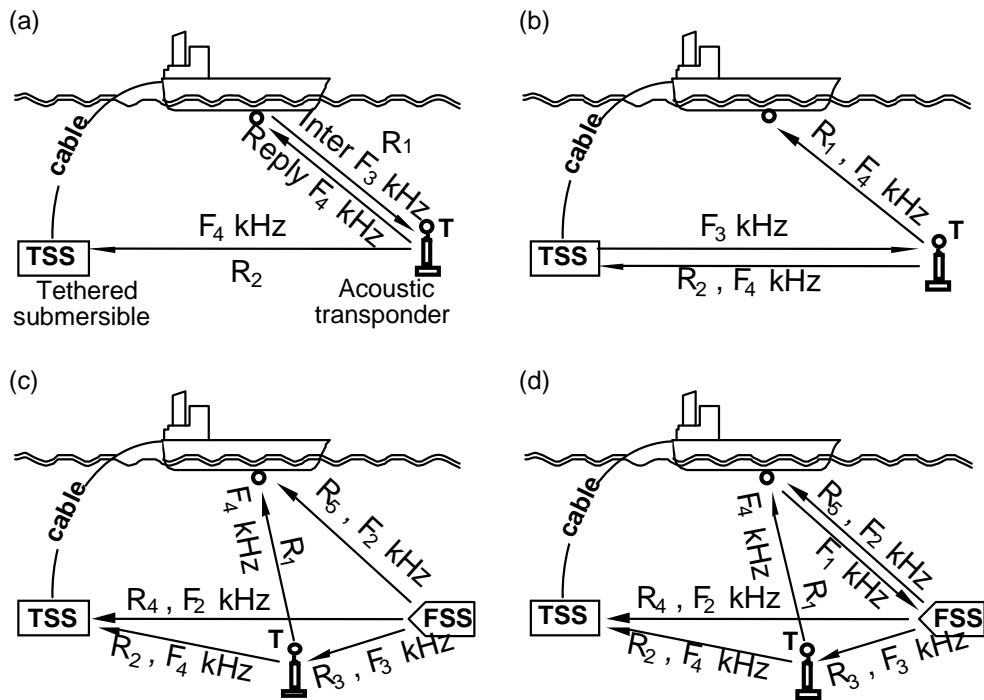 (a)
cable
Inter F3 kHz
R1
Reply F4 kHz
F4 kHz
T
TSS
R2
Tethered
submersible
Acoustic
transponder
(b)
cable
R1 , F4 kHz
F3 kHz
T
TSS
R2 , F4 kHz
(c)
cable
F4 kHz
R1
R5 , F2 kHz
R4 , F2 kHz
TSS
FSS
T
R2 , F4 kHz
R3 , F3 kHz
(d)
cable
F4 kHz
R1
R5 , F2 kHz
F1 kHz
R4 , F2 kHz
TSS
FSS
T
R2 , F4 kHz
R3 , F3 kHz